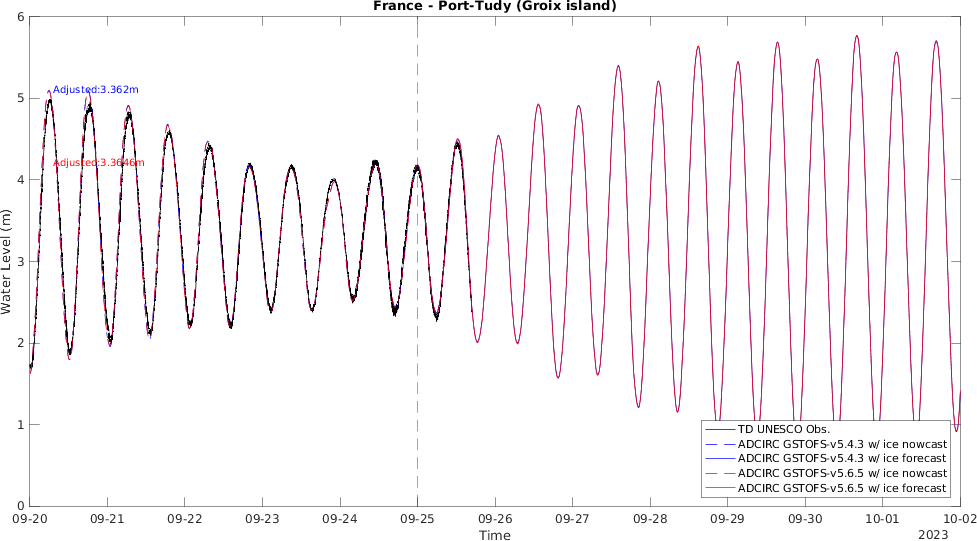 France - Port-Tudy (Groix island)
6
5
4
3
2
1
0
Water Level (m)
Adjusted:3.362m
Adjusted:3.3646m
TD UNESCO Obs.
ADCIRC GSTOFS-v5.4.3 w/ ice nowcast
ADCIRC GSTOFS-v5.4.3 w/ ice forecast
ADCIRC GSTOFS-v5.6.5 w/ ice nowcast
ADCIRC GSTOFS-v5.6.5 w/ ice forecast
09-20 09-21 09-22 09-23 09-24 09-25 09-26 09-27 09-28 09-29 09-30 10-01 10-02
Time
2023